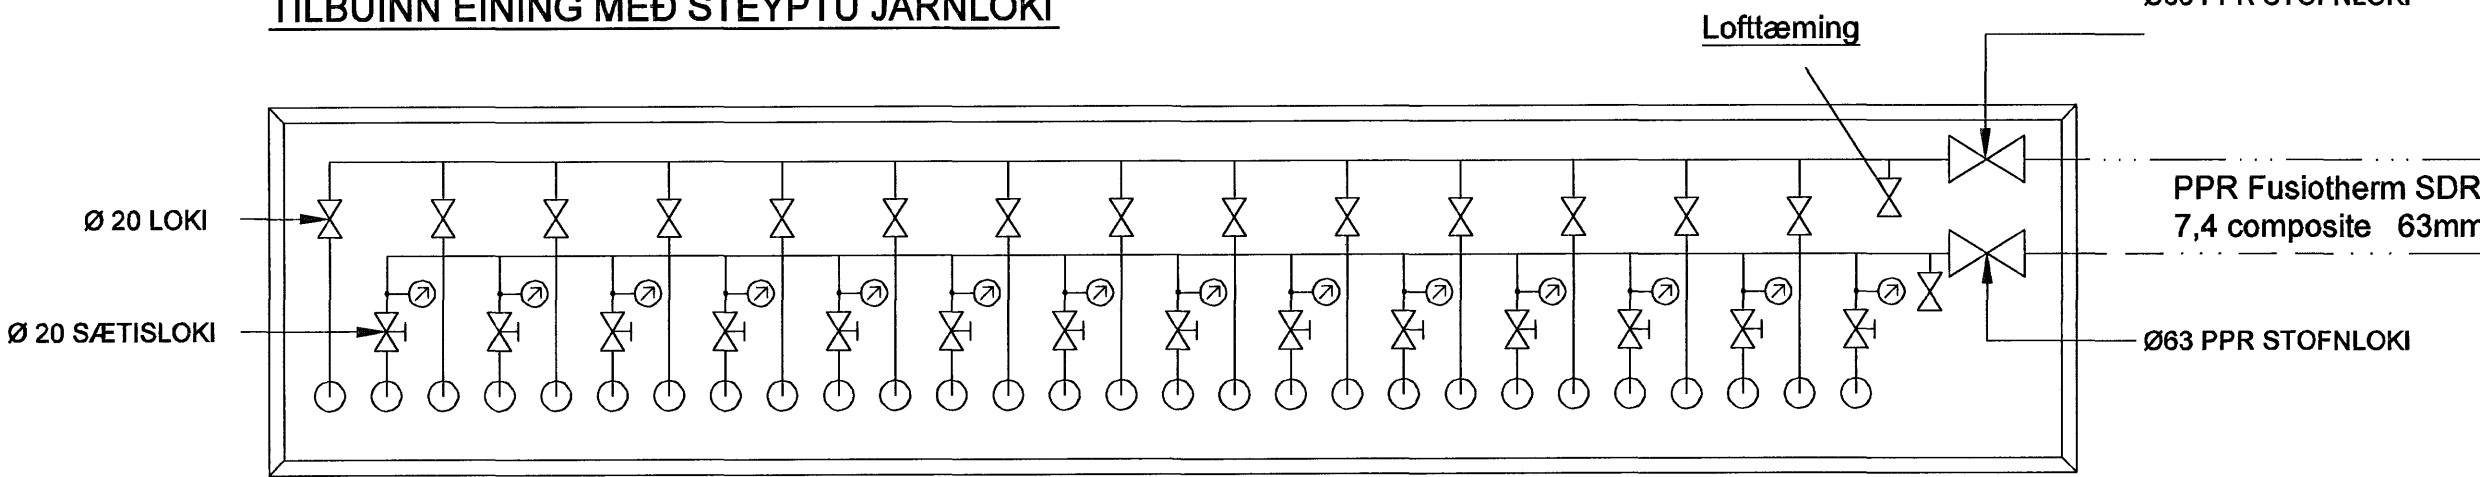 TILBÚINN EINING MEÐ STEYPTU JÁRNLOKI
Lofttæming
Ø 20 LOKI
PPR Fusiotherm SDR
7,4 composite 63mm
Ø 20 SÆTISLOKI
Ø63 PPR STOFNLOKI